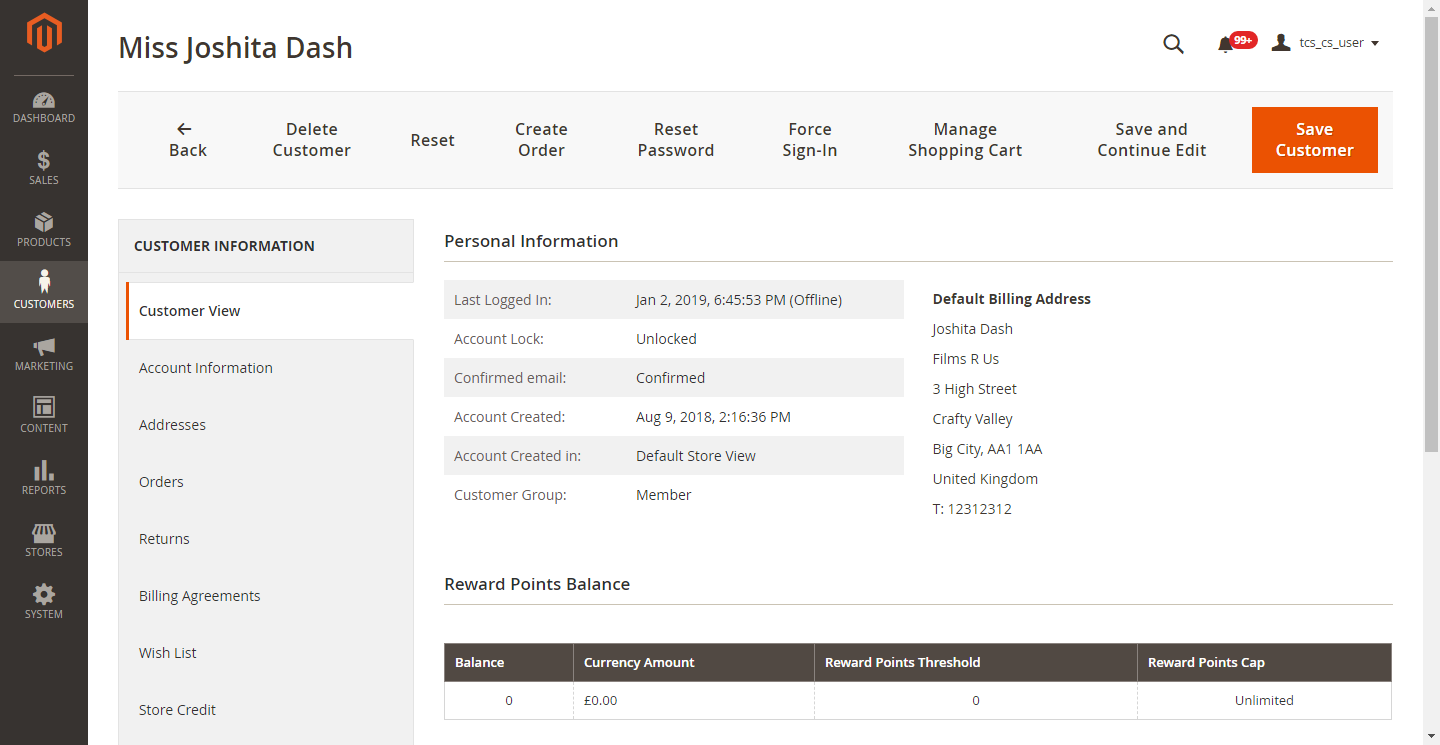 Miss Joshita Dash
99+
tcs_cs_user
DASHBOARD
SALES
PRODUCTS
CUSTOMERS
MARKETING
CONTENT
REPORTS
STORES
SYSTEM
Back
Delete
Customer
Reset
Create
Order
Reset
Password
Force
Sign-In
Manage
Shopping Cart
Save and
Continue Edit
Save
Customer
CUSTOMER INFORMATION
Customer View
Account Information
Addresses
Orders
Returns
Billing Agreements
Wish List
Store Credit
Personal Information
Last Logged In: Jan 2, 2019, 6:45:53 PM (Offline)
Account Lock: Unlocked
Confirmed email: Confirmed
Account Created: Aug 9, 2018, 2:16:36 PM
Account Created in: Default Store View
Customer Group: Member
Default Billing Address
Joshita Dash
Films R Us
3 High Street
Crafty Valley
Big City, AA1 1AA
United Kingdom
T: 12312312
Reward Points Balance
Balance Currency Amount Reward Points Threshold Reward Points Cap
0 £0.00 0 Unlimited